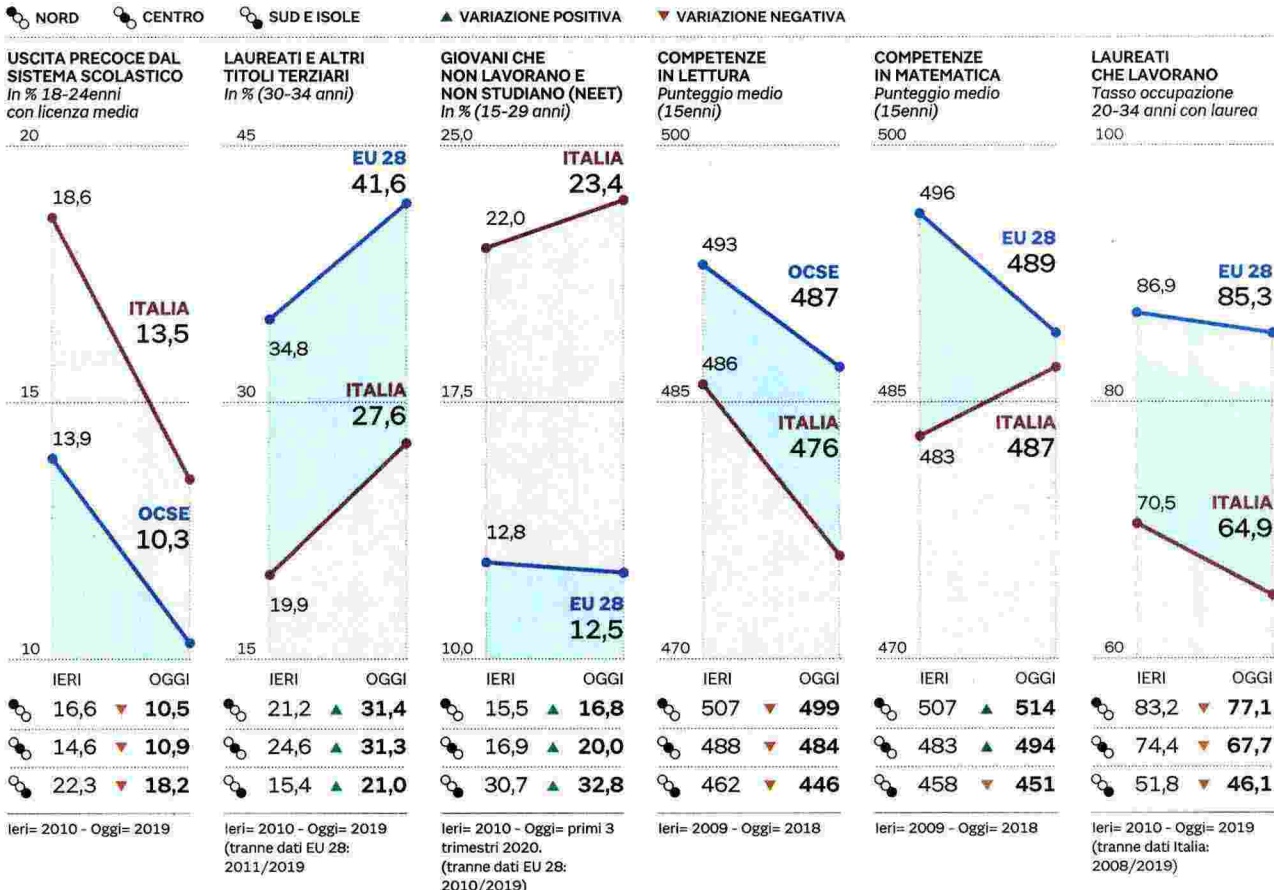 NORD CENTRO SUD E ISOLE ▲ VARIAZIONE POSITIVA ▼ VARIAZIONE NEGATIVA
USCITA PRECOCE DAL
SISTEMA SCOLASTICO
In % 18-24enni
con licenza media
20
18,6
ITALIA
13,5
15
13,9
OCSE
10,3
10
IERI OGGI
16,6 ▼ 10,5
14,6 ▼ 10,9
22,3 ▼ 18,2
Ieri= 2010 - Oggi= 2019
LAUREATI E ALTRI
TITOLI TERZIARI
In % (30-34 anni)
45
EU 28
41,6
34,8
ITALIA
30
27,6
19,9
15
IERI OGGI
21,2 ▲ 31,4
24,6 ▲ 31,3
15,4 ▲ 21,0
Ieri= 2010 - Oggi= 2019
(tranne dati EU 28:
2011/2019
GIOVANI CHE
NON LAVORANO E
NON STUDIANO (NEET)
In % (15-29 anni)
25,0
ITALIA
23,4
22,0
17,5
12,8
EU 28
12,5
10,0
IERI OGGI
15,5 ▲ 16,8
16,9 ▲ 20,0
30,7 ▲ 32,8
Ieri= 2010 - Oggi= primi 3
trimestri 2020.
(tranne dati EU 28:
2010/2019)
COMPETENZE
IN LETTURA
Punteggio medio
(15enni)
500
493
OCSE
487
486
485
ITALIA
476
470
IERI OGGI
507 ▼ 499
488 ▼ 484
462 ▼ 446
Ieri= 2009 - Oggi= 2018
COMPETENZE
IN MATEMATICA
Punteggio medio
(15enni)
500
496
EU 28
489
485
ITALIA
483
487
470
IERI OGGI
507 ▲ 514
483 ▲ 494
458 ▼ 451
Ieri= 2009 - Oggi= 2018
LAUREATI
CHE LAVORANO
Tasso occupazione
20-34 anni con laurea
100
EU 28
86,9
85,3
80
70,5
ITALIA
64,9
60
IERI OGGI
83,2 ▼ 77,1
74,4 ▼ 67,7
51,8 ▼ 46,1
Ieri= 2010 - Oggi= 2019
(tranne dati Italia:
2008/2019)